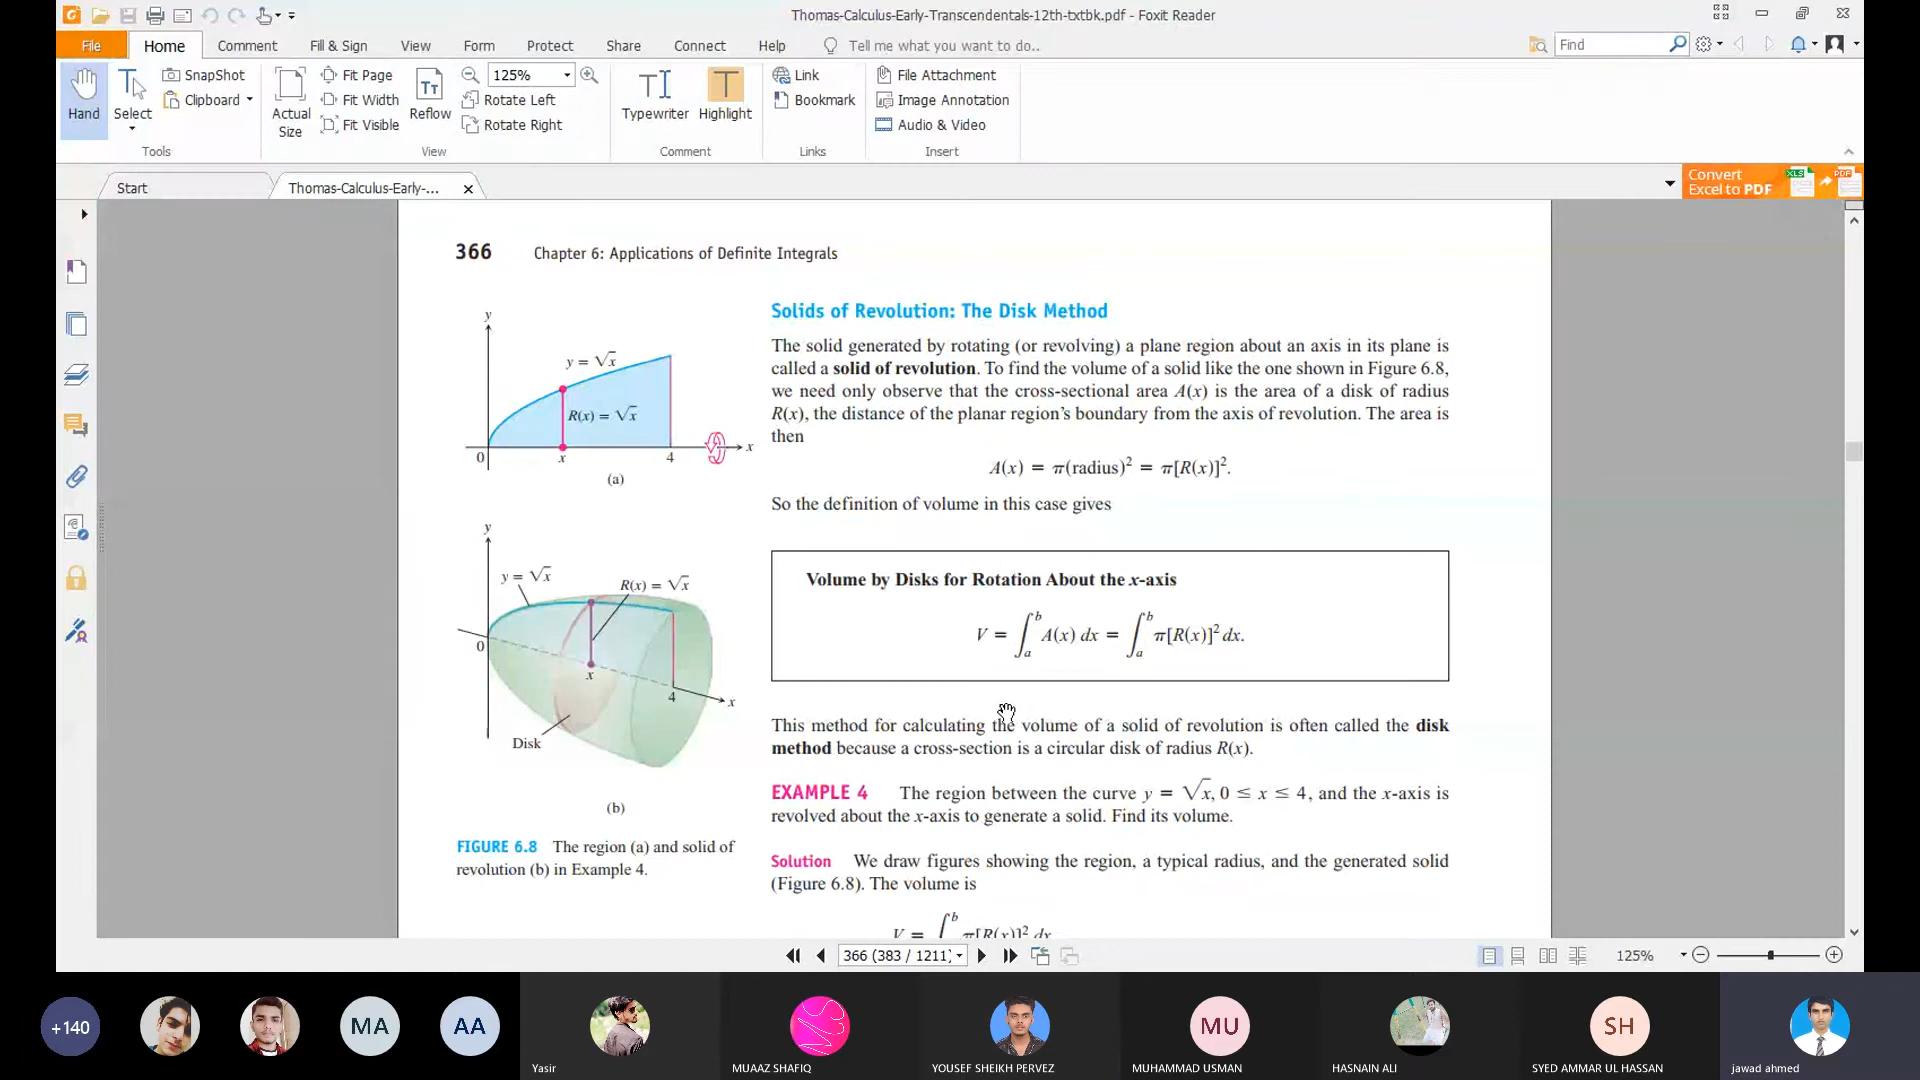 Thomas-Calculus-Early-Transcendentals-12th-txtbk.pdf - Foxit Reader
File Home Comment Fill & Sign View Form Protect Share Connect Help Tell me what you want to do.. Find
Hand
Select
SnapShot
Clipboard
Tools
Actual Size
Fit Page
Fit Width
Fit Visible
Reflow
125%
Rotate Left
Rotate Right
View
Typewriter
Highlight
Comment
Link
Bookmark
Links
File Attachment
Image Annotation
Audio & Video
Insert
Start
Thomas-Calculus-Early-...
Convert
Excel to PDF
XLS
PDF
366 Chapter 6: Applications of Definite Integrals
y
y = √x
R(x) = √x
0 x 4 x
(a)
y
y = √x
R(x) = √x
0
x
4
x
Disk
(b)
FIGURE 6.8 The region (a) and solid of
revolution (b) in Example 4.
Solids of Revolution: The Disk Method
The solid generated by rotating (or revolving) a plane region about an axis in its plane is
called a solid of revolution. To find the volume of a solid like the one shown in Figure 6.8,
we need only observe that the cross-sectional area A(x) is the area of a disk of radius
R(x), the distance of the planar region's boundary from the axis of revolution. The area is
then
A(x) = π(radius)² = π[R(x)]².
So the definition of volume in this case gives
Volume by Disks for Rotation About the x-axis
V = ∫ₐᵇ A(x) dx = ∫ₐᵇ π[R(x)]² dx.
This method for calculating the volume of a solid of revolution is often called the disk
method because a cross-section is a circular disk of radius R(x).
EXAMPLE 4 The region between the curve y = √x, 0 ≤ x ≤ 4, and the x-axis is
revolved about the x-axis to generate a solid. Find its volume.
Solution We draw figures showing the region, a typical radius, and the generated solid
(Figure 6.8). The volume is
V = ∫ᵇ π[R(x)]² dx
366 (383 / 1211)
125%
+140
MA
AA
Yasir
MUAAZ SHAFIQ
YOUSEF SHEIKH PERVEZ
MU
MUHAMMAD USMAN
HASNAIN ALI
SH
SYED AMMAR UL HASSAN
jawad ahmed